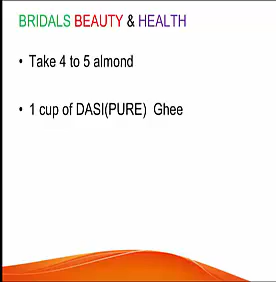 BRIDALS BEAUTY & HEALTH
• Take 4 to 5 almond
• 1 cup of DASI(PURE) Ghee